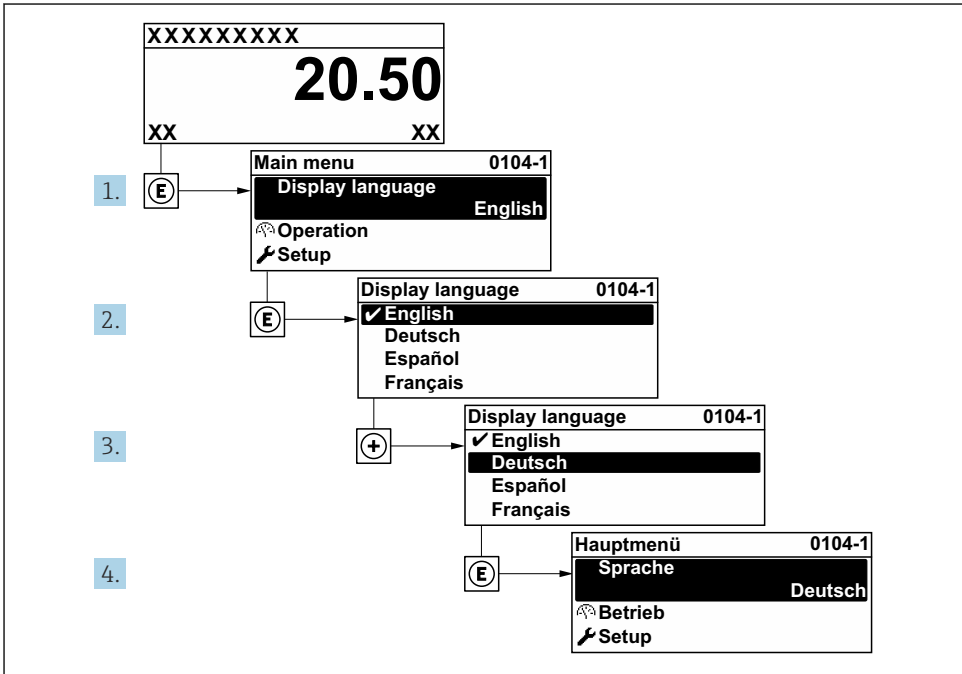 XXXXXXXXX
20.50
XX XX
1. E
Main menu 0104-1
Display language
English
Operation
Setup
2. E
Display language 0104-1
✔English
Deutsch
Español
Français
3. +
Display language 0104-1
✔English
Deutsch
Español
Français
4. E
Hauptmenü 0104-1
Sprache
Deutsch
Betrieb
Setup